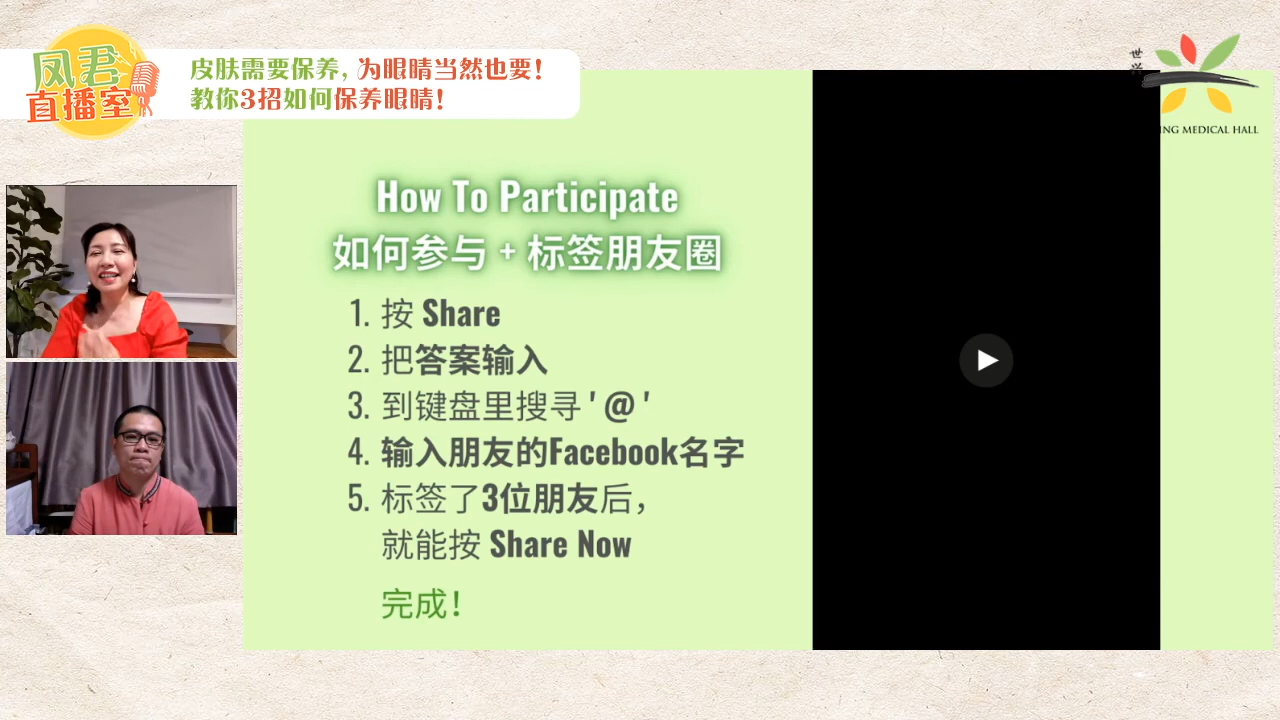 凤君
直播室
皮肤需要保养, 为眼睛当然也要!
教你3招如何保养眼睛!
世
兴
ING MEDICAL HALL
How To Participate
如何参与 + 标签朋友圈
1. 按 Share
2. 把答案输入
3. 到键盘里搜寻 ' @ '
4. 输入朋友的Facebook名字
5. 标签了3位朋友后，
就能按 Share Now
完成！